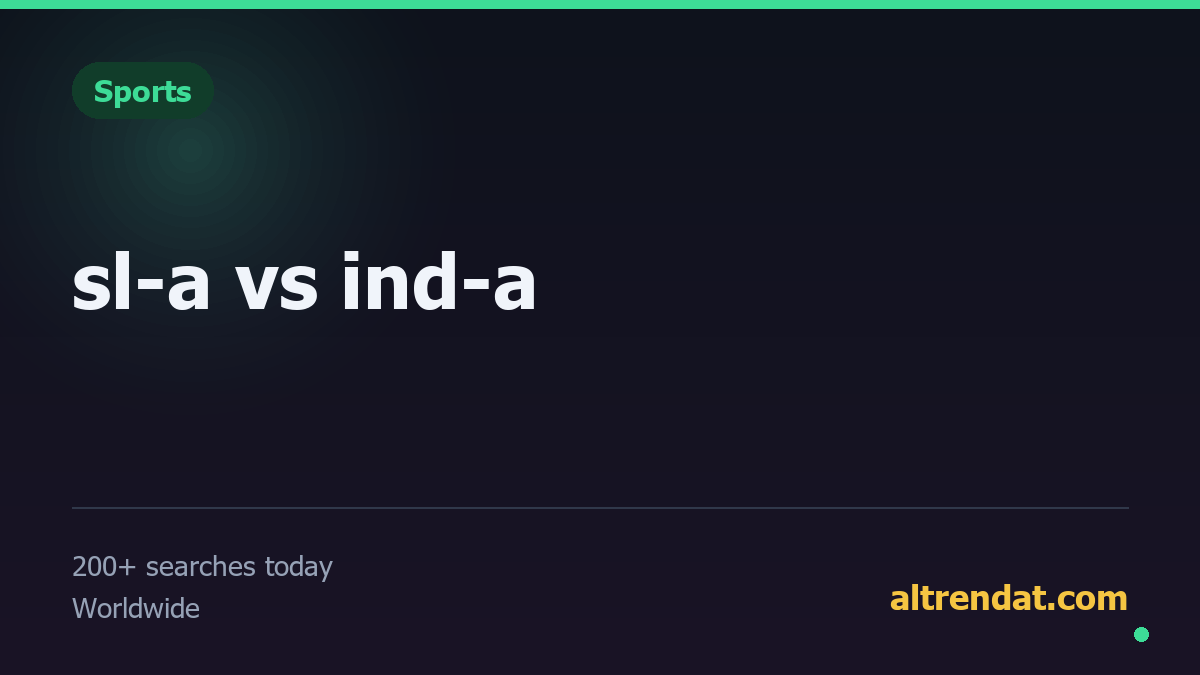 Sports
sl-a vs ind-a
200+ searches today
Worldwide
altrendat.com